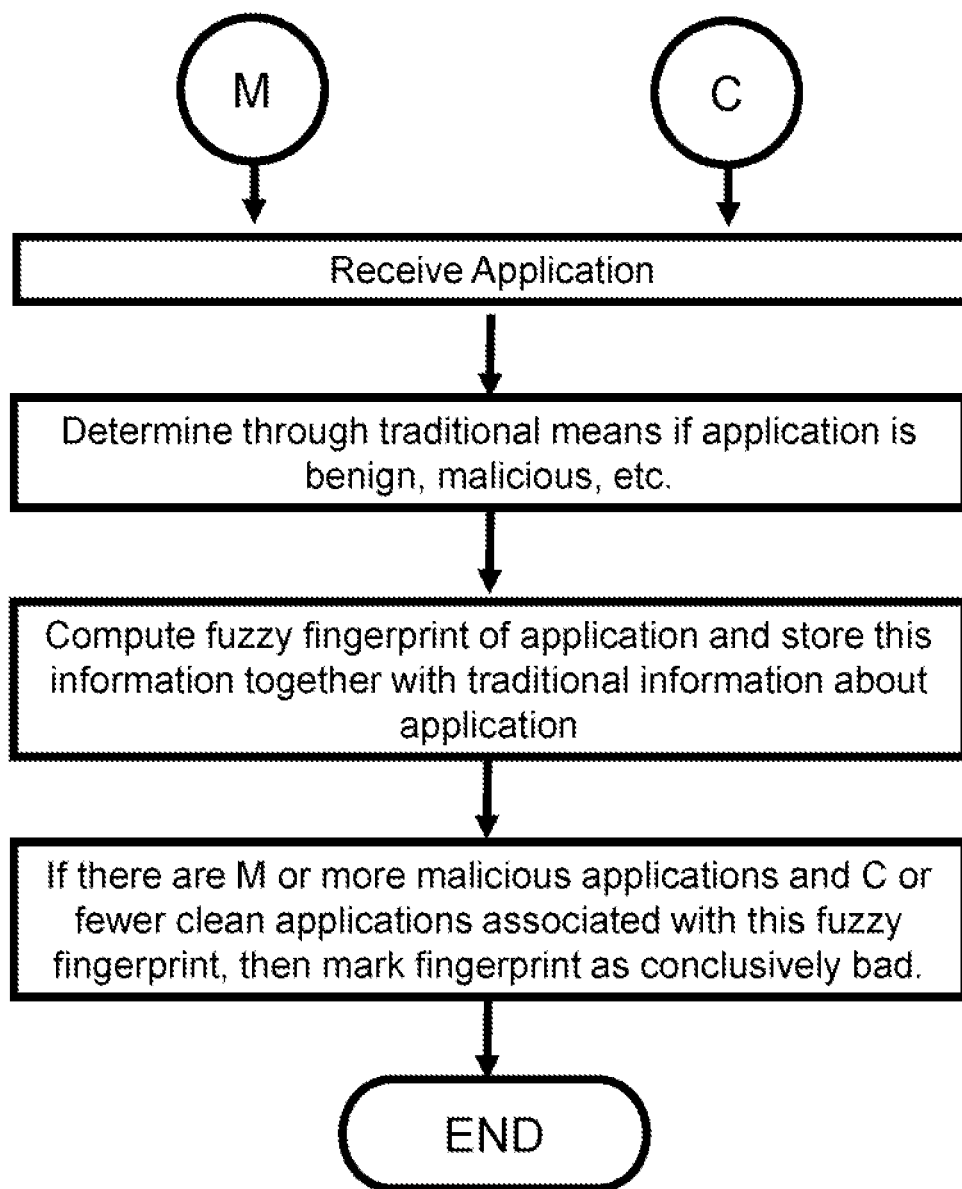 M
C
Receive Application
Determine through traditional means if application is
benign, malicious, etc.
Compute fuzzy fingerprint of application and store this
information together with traditional information about
application
If there are M or more malicious applications and C or
fewer clean applications associated with this fuzzy
fingerprint, then mark fingerprint as conclusively bad.
END